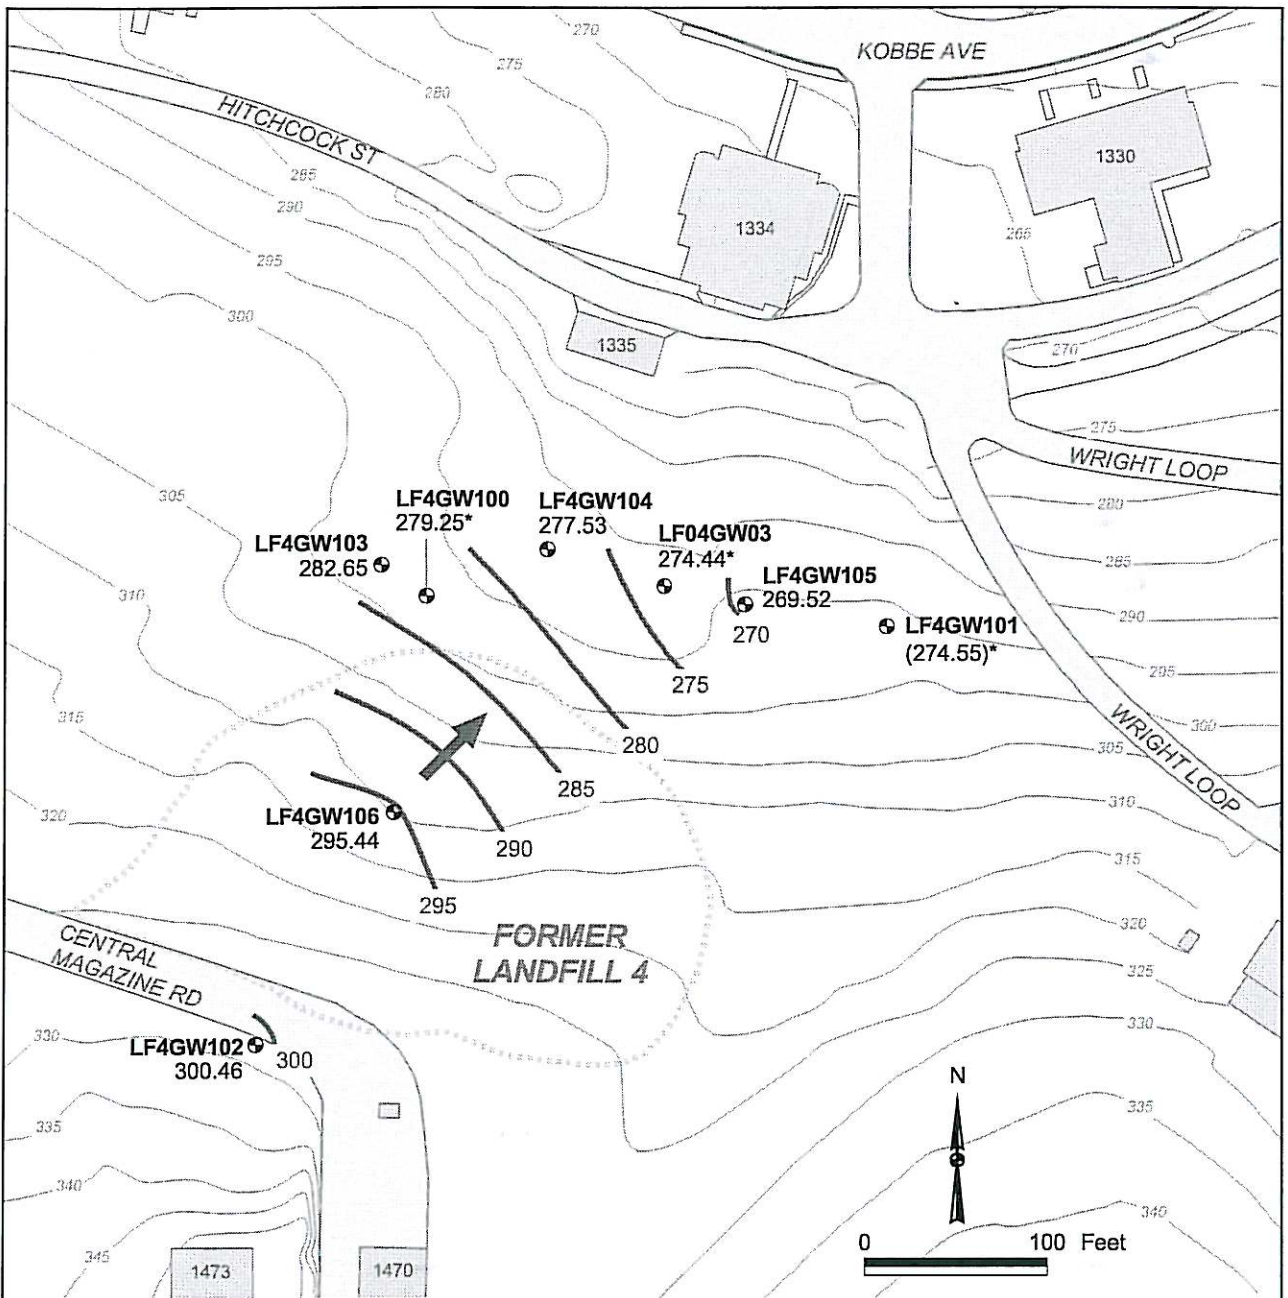 270
KOBBE AVE
275
280
HITCHCOCK ST
1330
285
290
1334
266
295
300
1335
270
275
WRIGHT LOOP
305
LF4GW100
279.25*
LF4GW104
277.53
280
LF4GW103
282.65
LF04GW03
274.44*
285
LF4GW105
269.52
310
290
270
LF4GW101
(274.55)*
295
275
315
300
280
305
WRIGHT LOOP
285
310
320
LF4GW106
295.44
290
315
295
320
FORMER
LANDFILL 4
CENTRAL
MAGAZINE RD
325
330
330
LF4GW102
300.46
300
N
335
335
340
340
0 100 Feet
345
1473
1470